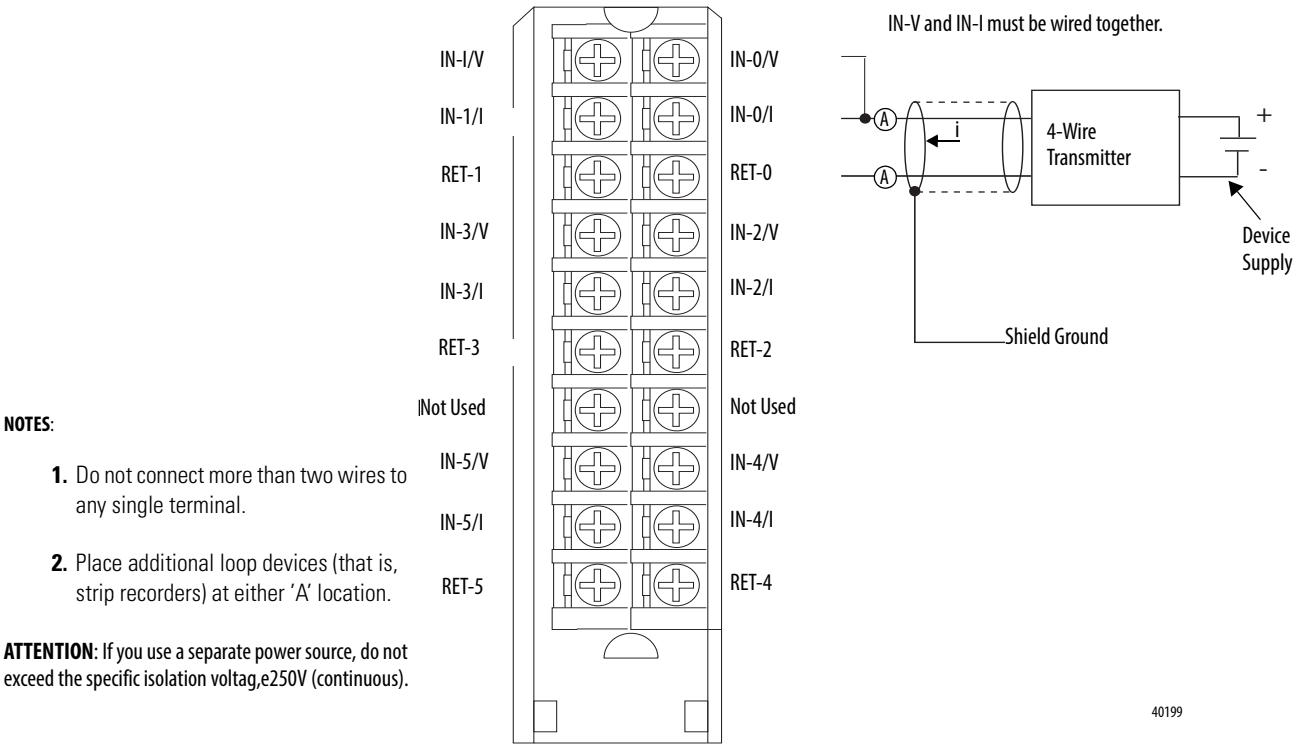 IN-V and IN-I must be wired together.
IN-I/V
IN-0/V
IN-1/I
IN-0/I
RET-1
RET-0
IN-3/V
IN-2/V
IN-3/I
IN-2/I
RET-3
RET-2
Not Used
Not Used
IN-5/V
IN-4/V
IN-5/I
IN-4/I
RET-5
RET-4
A
A
i
4-Wire
Transmitter
+
-
Device
Supply
Shield Ground
NOTES:
1. Do not connect more than two wires to
any single terminal.
2. Place additional loop devices (that is,
strip recorders) at either ’A’ location.
ATTENTION: If you use a separate power source, do not
exceed the specific isolation voltag,e250V (continuous).
40199